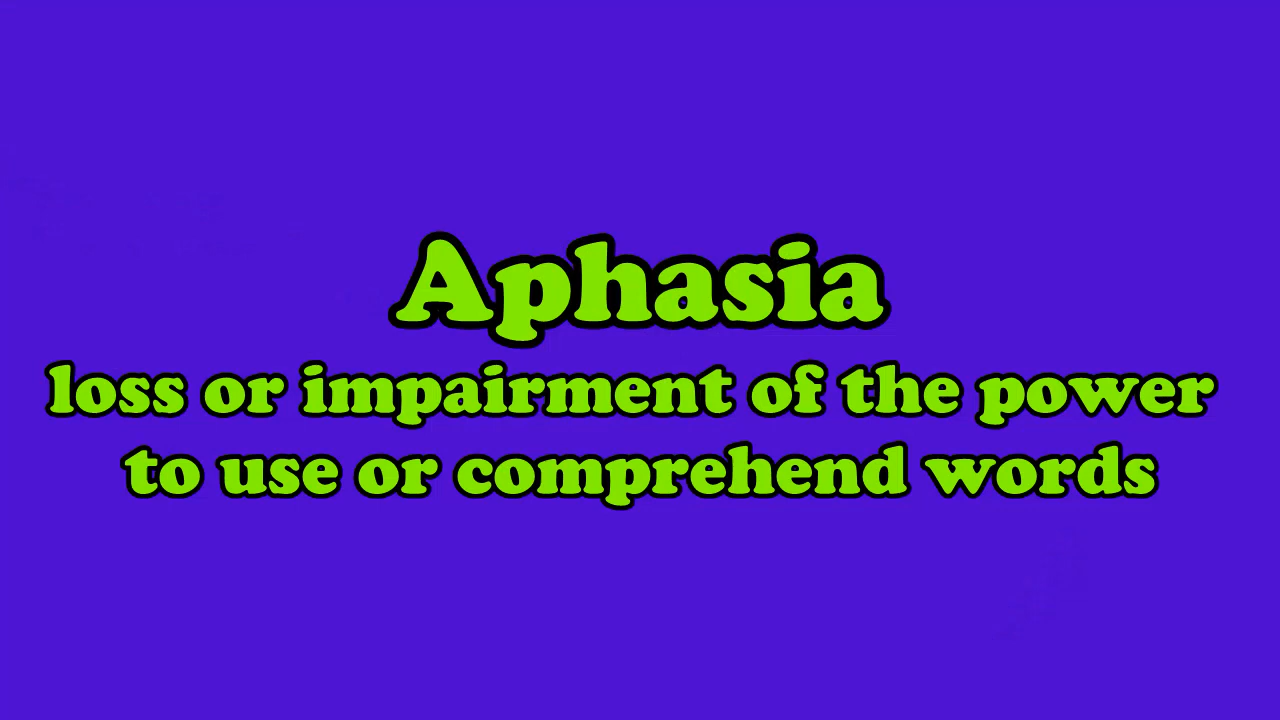 Aphasia
loss or impairment of the power
to use or comprehend words